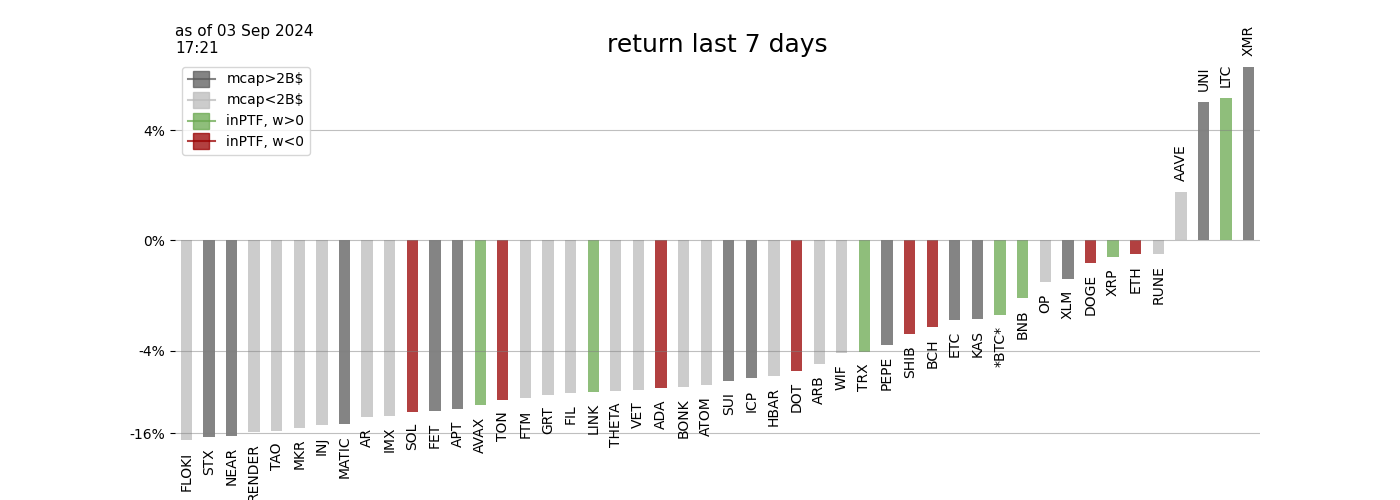 as of 03 Sep 2024
17:21
return last 7 days
mcap>2B$
mcap<2B$
inPTF, w>0
inPTF, w<0
4%
0%
-4%
-16%
FLOKI
STX
NEAR
RENDER
TAO
MKR
INJ
MATIC
AR
IMX
SOL
FET
APT
AVAX
TON
FTM
GRT
FIL
LINK
THETA
VET
ADA
BONK
ATOM
SUI
ICP
HBAR
DOT
ARB
WIF
TRX
PEPE
SHIB
BCH
ETC
KAS
*BTC*
BNB
OP
XLM
DOGE
XRP
ETH
RUNE
AAVE
UNI
LTC
XMR